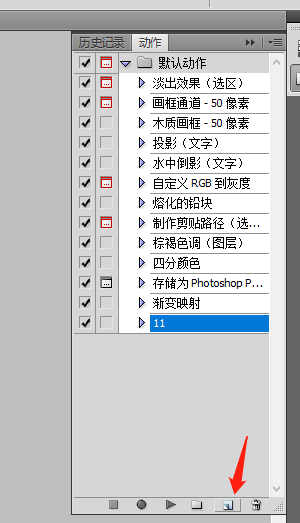 历史记录 动作
默认动作
淡出效果（选区）
画框通道 - 50 像素
木质画框 - 50 像素
投影（文字）
水中倒影（文字）
自定义 RGB 到灰度
熔化的铅块
制作剪贴路径（选...
棕褐色调（图层）
四分颜色
存储为 Photoshop P...
渐变映射
11